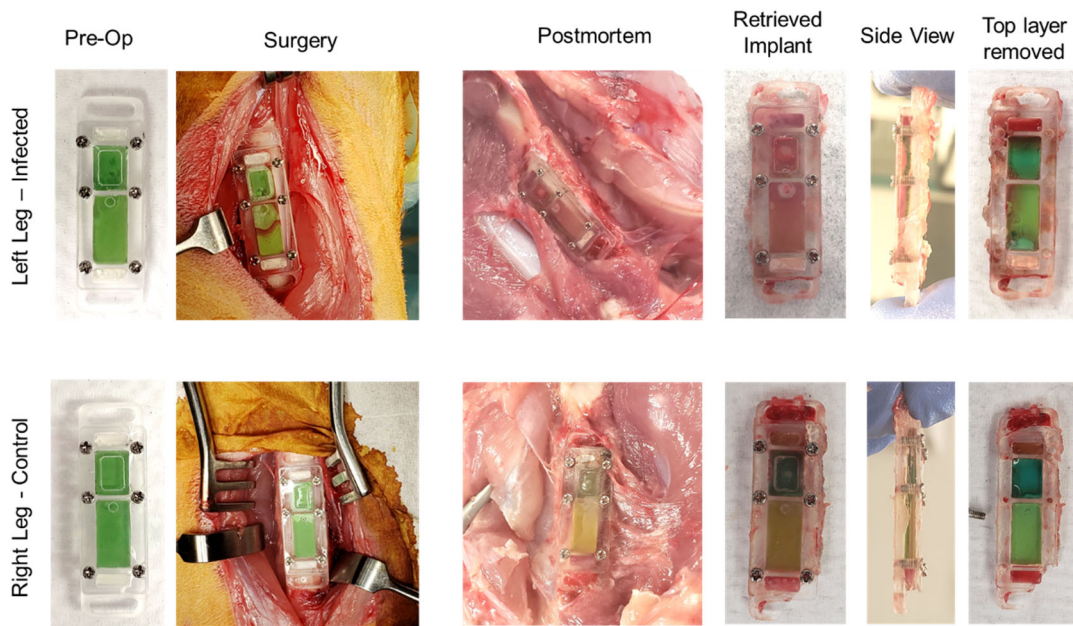 Pre-Op
Surgery
Postmortem
Retrieved
Implant
Side View
Top layer
removed
Left Leg – Infected
Right Leg - Control